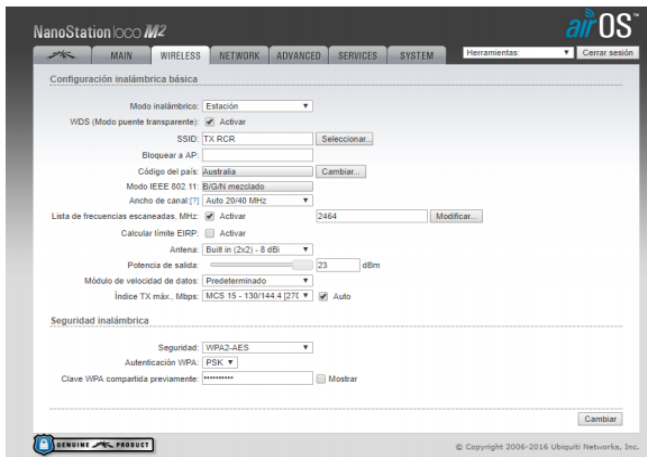 NanoStation loco M2
airOS™
MAIN WIRELESS NETWORK ADVANCED SERVICES SYSTEM Herramientas: Cerrar sesión
Configuración inalámbrica básica
Modo inalámbrico: Estación
WDS (Modo puente transparente): Activar
SSID: TX RCR Seleccionar...
Bloquear a AP:
Código del país: Australia Cambiar...
Modo IEEE 802.11: B/G/N mezclado
Ancho de canal:[?] Auto 20/40 MHz
Lista de frecuencias escaneadas, MHz: Activar 2464 Modificar...
Calcular límite EIRP: Activar
Antena: Built in (2x2) - 8 dBi
Potencia de salida: 23 dBm
Módulo de velocidad de datos: Predeterminado
Índice TX máx., Mbps: MCS 15 - 130/144.4 [270 Auto
Seguridad inalámbrica
Seguridad: WPA2-AES
Autenticación WPA: PSK
Clave WPA compartida previamente: •••••••••• Mostrar
Cambiar
GENUINE PRODUCT
© Copyright 2006-2016 Ubiquiti Networks, Inc.